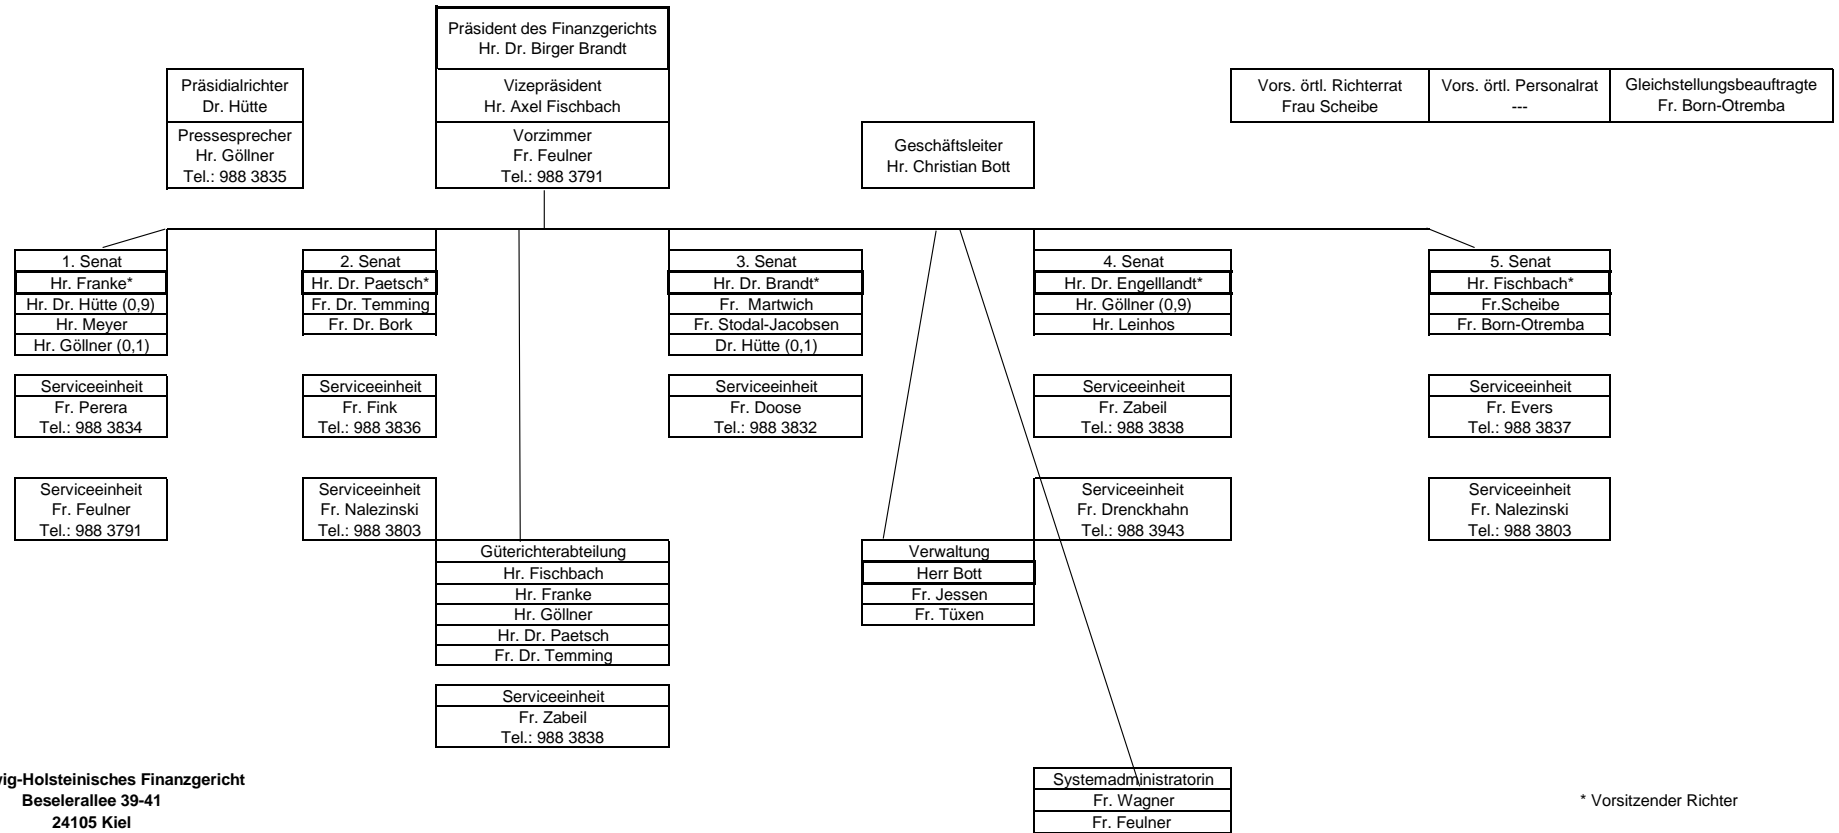 Präsident des Finanzgerichts
Hr. Dr. Birger Brandt
Präsidialrichter
Dr. Hütte
Vizepräsident
Hr. Axel Fischbach
Vors. örtl. Richterrat
Frau Scheibe
Vors. örtl. Personalrat
---
Gleichstellungsbeauftragte
Fr. Born-Otremba
Pressesprecher
Hr. Göllner
Tel.: 988 3835
Vorzimmer
Fr. Feulner
Tel.: 988 3791
Geschäftsleiter
Hr. Christian Bott
1. Senat
Hr. Franke*
Hr. Dr. Hütte (0,9)
Hr. Meyer
Hr. Göllner (0,1)
2. Senat
Hr. Dr. Paetsch*
Fr. Dr. Temming
Fr. Dr. Bork
3. Senat
Hr. Dr. Brandt*
Fr. Martwich
Fr. Stodal-Jacobsen
Dr. Hütte (0,1)
4. Senat
Hr. Dr. Engelllandt*
Hr. Göllner (0,9)
Hr. Leinhos
5. Senat
Hr. Fischbach*
Fr.Scheibe
Fr. Born-Otremba
Serviceeinheit
Fr. Perera
Tel.: 988 3834
Serviceeinheit
Fr. Fink
Tel.: 988 3836
Serviceeinheit
Fr. Doose
Tel.: 988 3832
Serviceeinheit
Fr. Zabeil
Tel.: 988 3838
Serviceeinheit
Fr. Evers
Tel.: 988 3837
Serviceeinheit
Fr. Feulner
Tel.: 988 3791
Serviceeinheit
Fr. Nalezinski
Tel.: 988 3803
Serviceeinheit
Fr. Drenckhahn
Tel.: 988 3943
Serviceeinheit
Fr. Nalezinski
Tel.: 988 3803
Güterichterabteilung
Hr. Fischbach
Hr. Franke
Hr. Göllner
Hr. Dr. Paetsch
Fr. Dr. Temming
Verwaltung
Herr Bott
Fr. Jessen
Fr. Tüxen
Serviceeinheit
Fr. Zabeil
Tel.: 988 3838
Systemadministratorin
Fr. Wagner
Fr. Feulner
vig-Holsteinisches Finanzgericht
Beselerallee 39-41
24105 Kiel
* Vorsitzender Richter